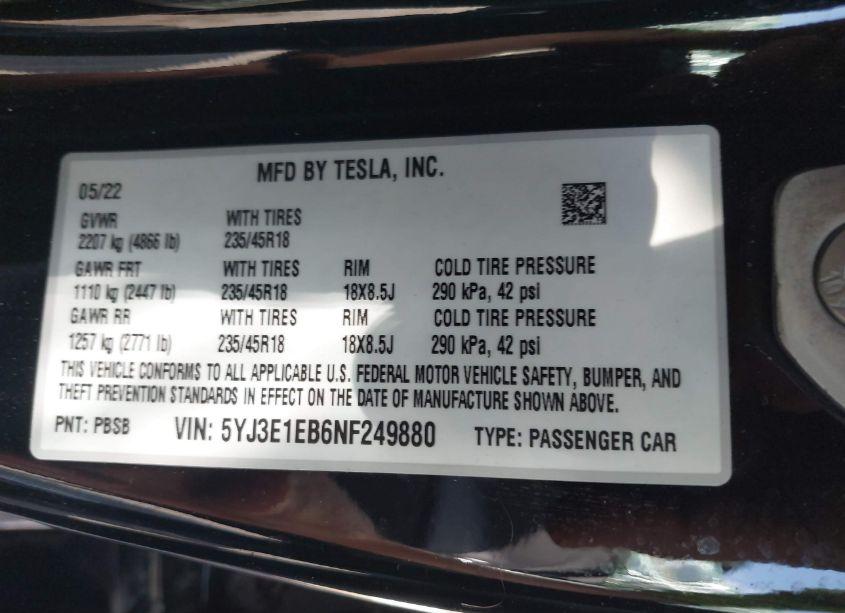 MFD BY TESLA, INC.
05/22
GVWR WITH TIRES
2207 kg (4866 lb) 235/45R18
GAWR FRT WITH TIRES RIM COLD TIRE PRESSURE
1110 kg (2447 lb) 235/45R18 18X8.5J 290 kPa, 42 psi
GAWR RR WITH TIRES RIM COLD TIRE PRESSURE
1257 kg (2771 lb) 235/45R18 18X8.5J 290 kPa, 42 psi
THIS VEHICLE CONFORMS TO ALL APPLICABLE U.S. FEDERAL MOTOR VEHICLE SAFETY, BUMPER, AND
THEFT PREVENTION STANDARDS IN EFFECT ON THE DATE OF MANUFACTURE SHOWN ABOVE.
PNT: PBSB VIN: 5YJ3E1EB6NF249880 TYPE: PASSENGER CAR